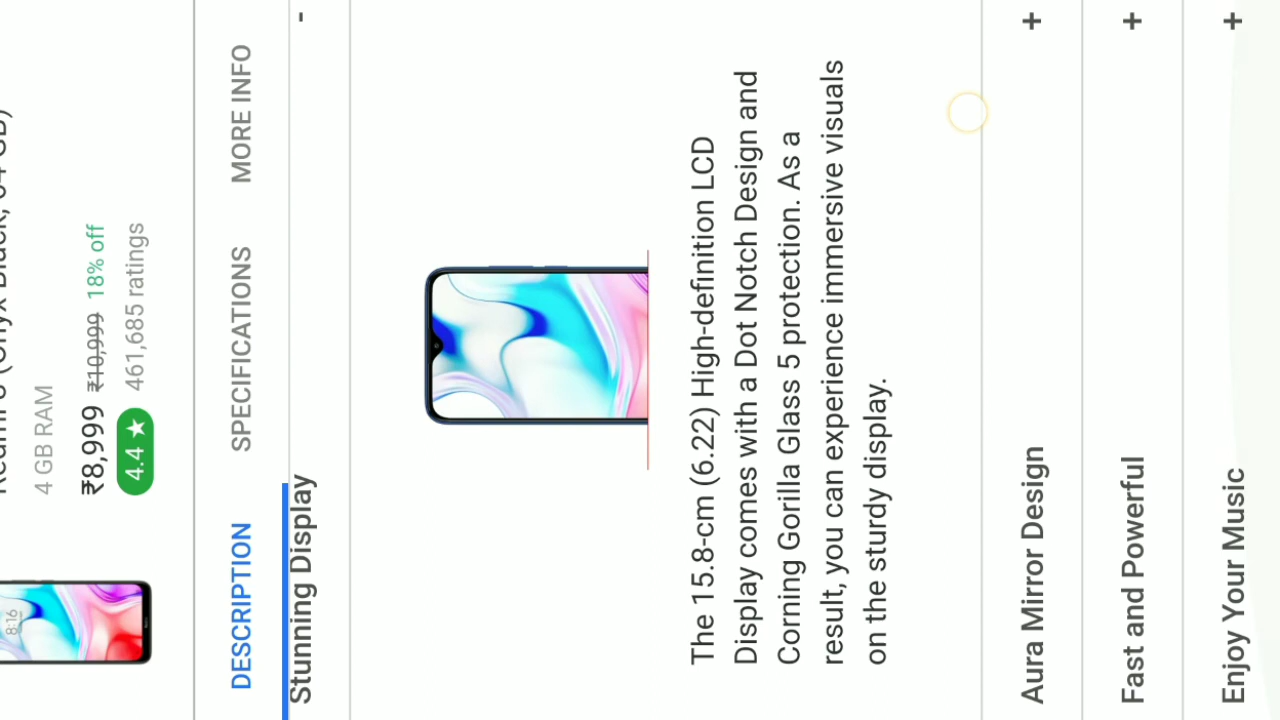 4 GB RAM
₹8,999 ₹10,999 18% off
4.4 ★ 461,685 ratings
8:16
DESCRIPTION SPECIFICATIONS MORE INFO
Stunning Display -
The 15.8-cm (6.22) High-definition LCD
Display comes with a Dot Notch Design and
Corning Gorilla Glass 5 protection. As a
result, you can experience immersive visuals
on the sturdy display.
Aura Mirror Design +
Fast and Powerful +
Enjoy Your Music +